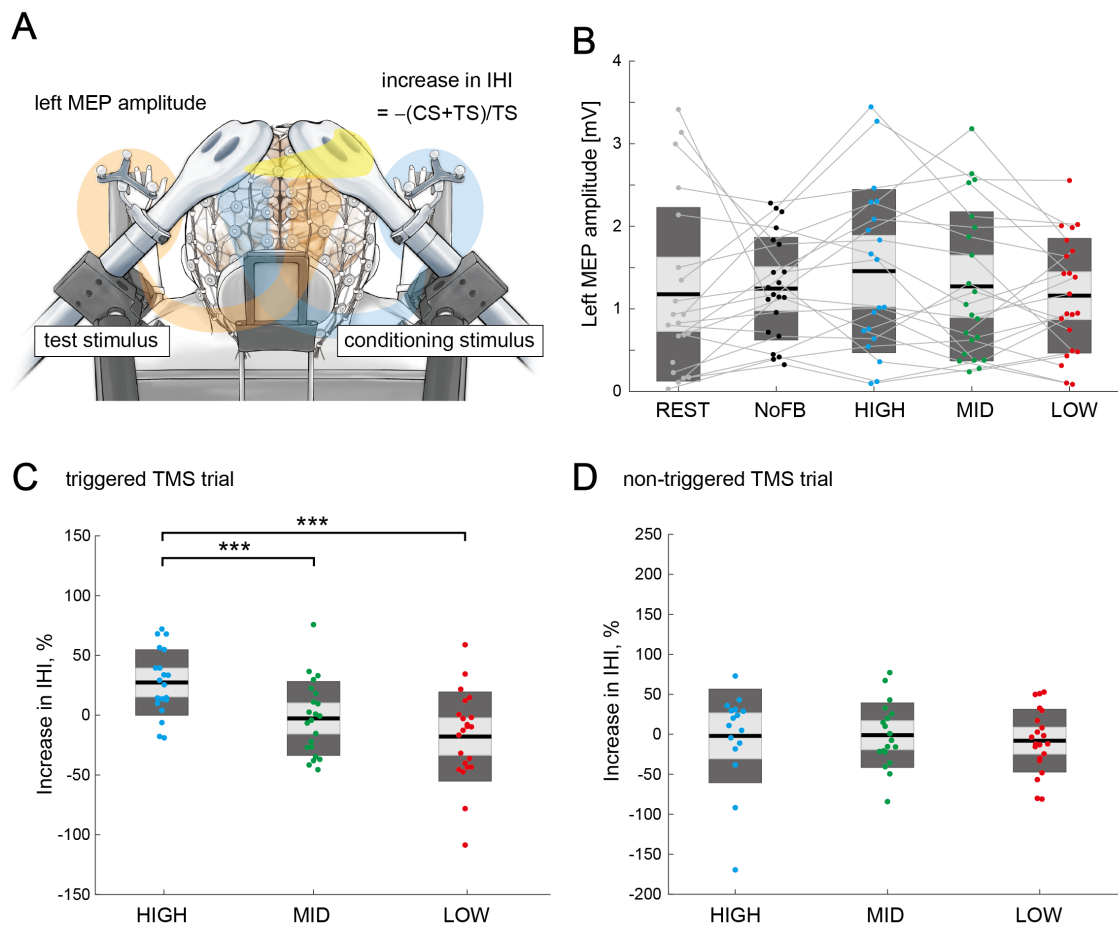 A
left MEP amplitude
increase in IHI
= –(CS+TS)/TS
test stimulus
conditioning stimulus
B
Left MEP amplitude [mV]
4
3
2
1
0
REST NoFB HIGH MID LOW
C triggered TMS trial
Increase in IHI, %
150
100
50
0
-50
-100
-150
***
***
HIGH MID LOW
D non-triggered TMS trial
Increase in IHI, %
250
200
150
100
50
0
-50
-100
-150
-200
HIGH MID LOW